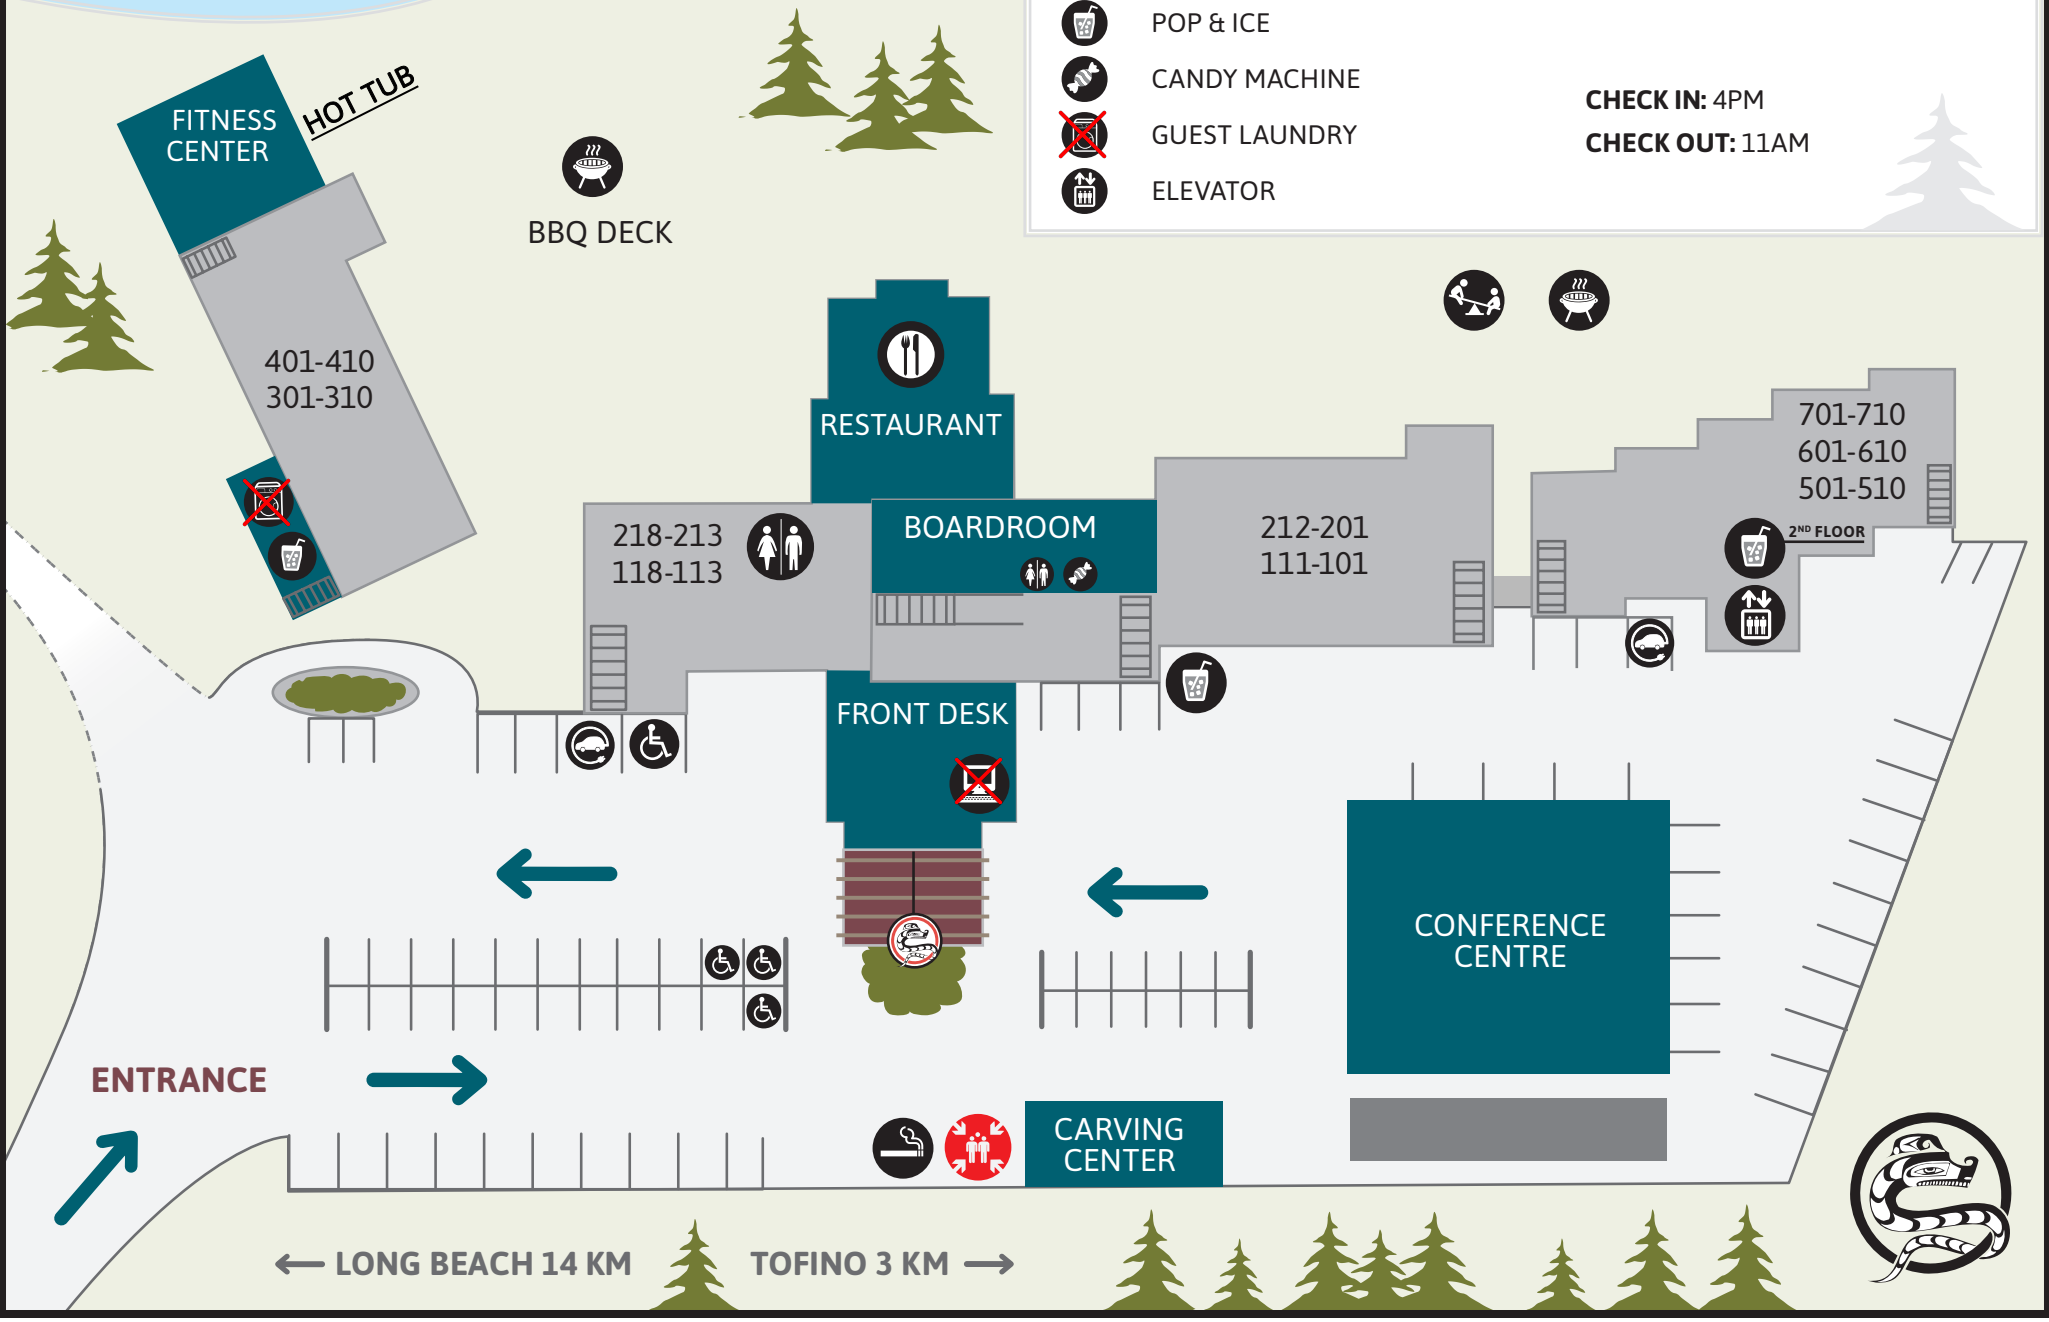 POP & ICE
CANDY MACHINE
GUEST LAUNDRY
ELEVATOR
CHECK IN: 4PM
CHECK OUT: 11AM
FITNESS
CENTER
HOT TUB
BBQ DECK
401-410
301-310
RESTAURANT
BOARDROOM
218-213
118-113
212-201
111-101
701-710
601-610
501-510
2ND FLOOR
FRONT DESK
CONFERENCE
CENTRE
ENTRANCE
CARVING
CENTER
LONG BEACH 14 KM
TOFINO 3 KM